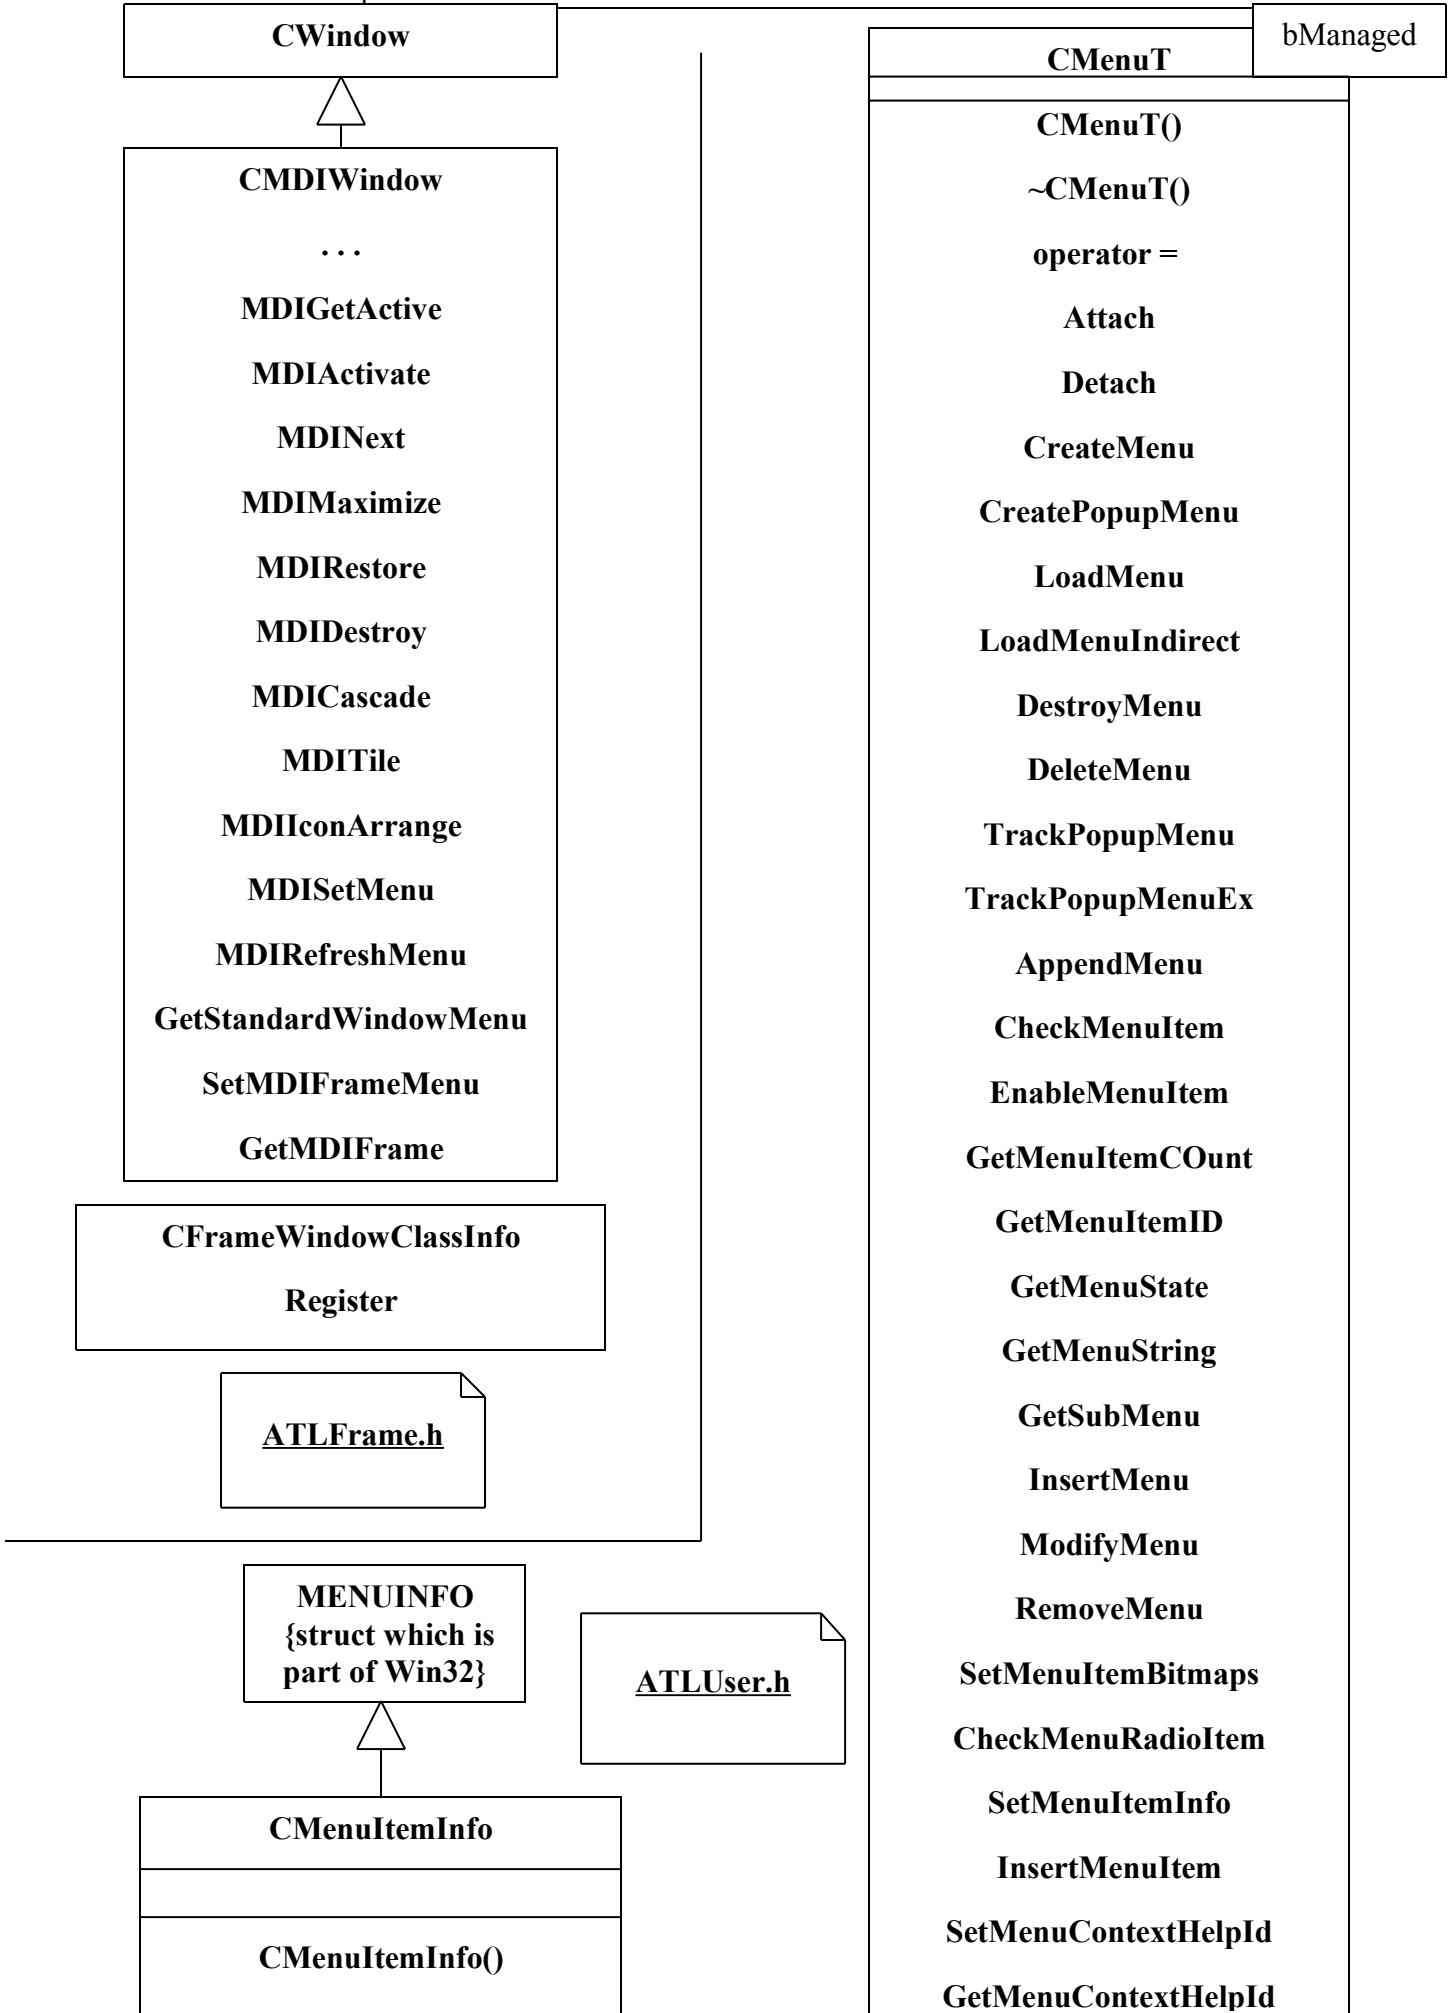 CWindow
CMDIWindow
. . .
MDIGetActive
MDIActivate
MDINext
MDIMaximize
MDIRestore
MDIDestroy
MDICascade
MDITile
MDIIconArrange
MDISetMenu
MDIRefreshMenu
GetStandardWindowMenu
SetMDIFrameMenu
GetMDIFrame
CFrameWindowClassInfo
Register
ATLFrame.h
MENUINFO
{struct which is
part of Win32}
CMenuItemInfo
CMenuItemInfo()
ATLUser.h
bManaged
CMenuT
CMenuT()
~CMenuT()
operator =
Attach
Detach
CreateMenu
CreatePopupMenu
LoadMenu
LoadMenuIndirect
DestroyMenu
DeleteMenu
TrackPopupMenu
TrackPopupMenuEx
AppendMenu
CheckMenuItem
EnableMenuItem
GetMenuItemCOunt
GetMenuItemID
GetMenuState
GetMenuString
GetSubMenu
InsertMenu
ModifyMenu
RemoveMenu
SetMenuItemBitmaps
CheckMenuRadioItem
SetMenuItemInfo
InsertMenuItem
SetMenuContextHelpId
GetMenuContextHelpId